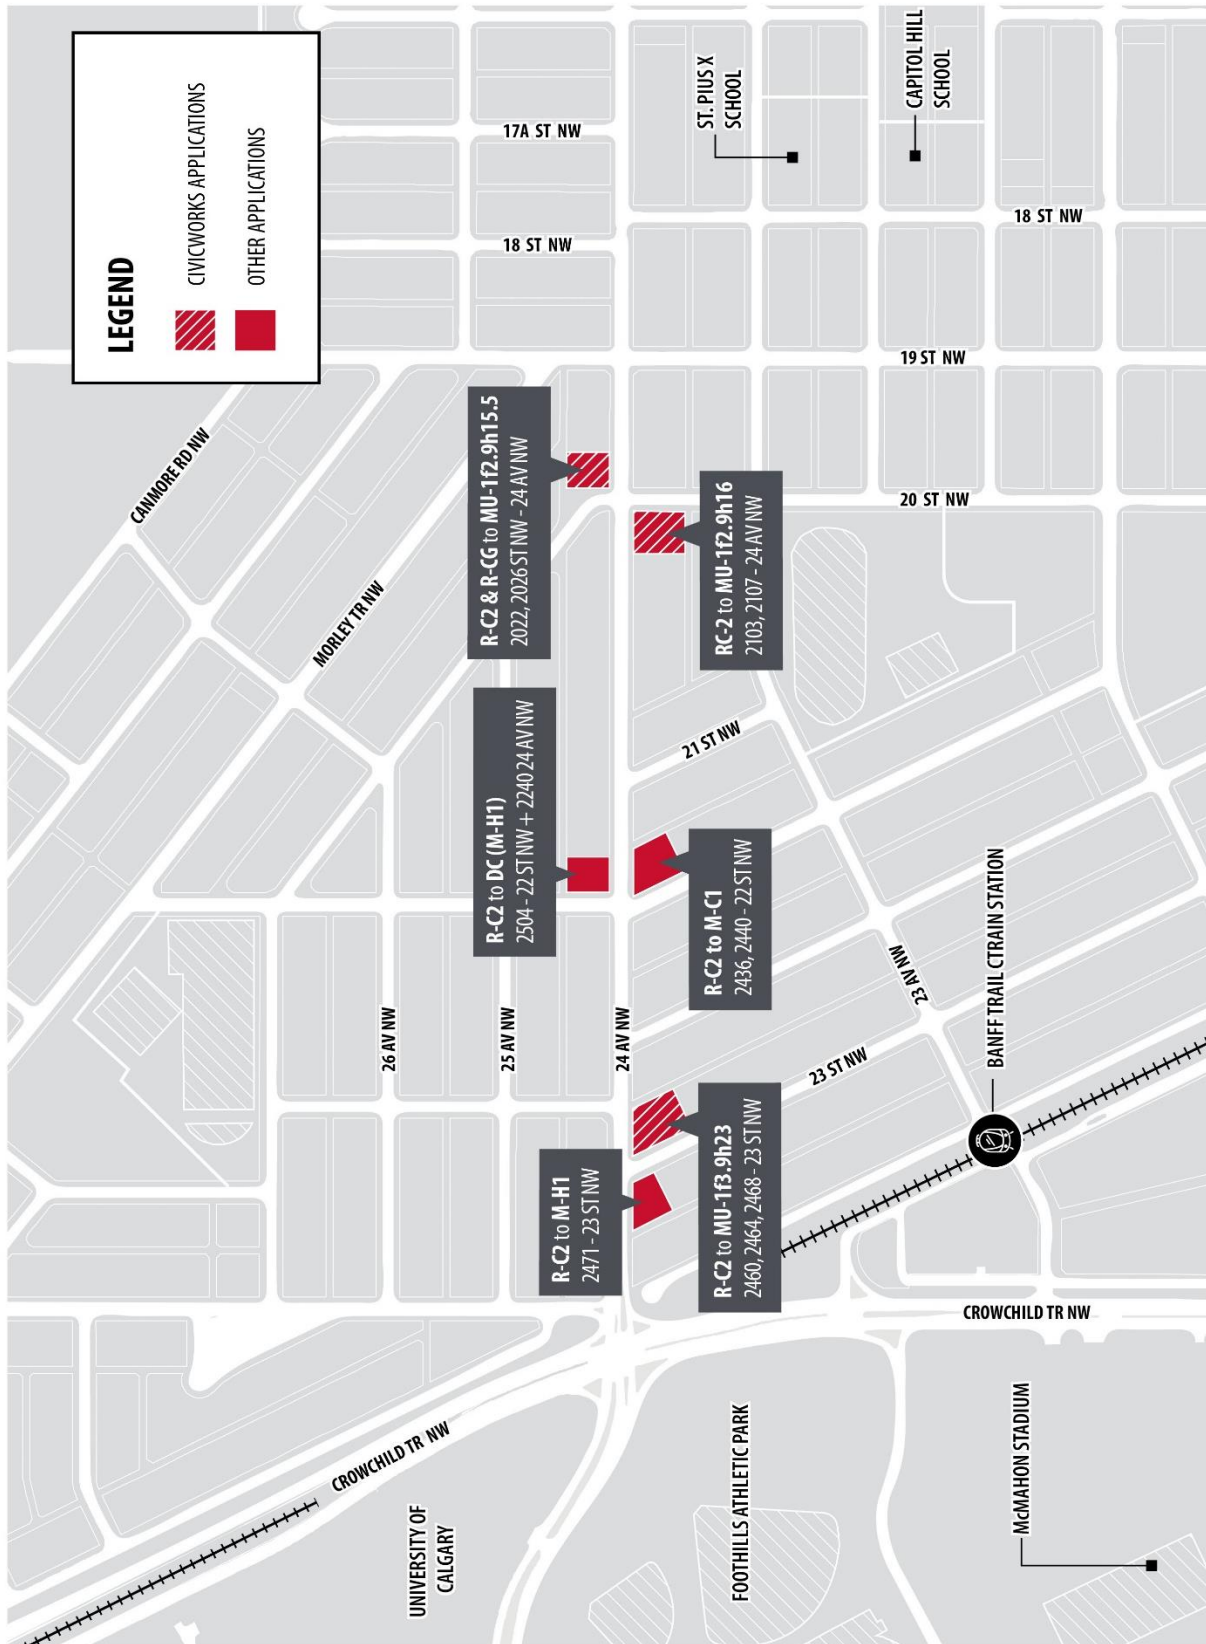 LEGEND
CIVICWORKS APPLICATIONS
OTHER APPLICATIONS
CANMORE RD NW
MORLEY TR NW
17A ST NW
18 ST NW
ST. PIUS X
SCHOOL
CAPITOL HILL
SCHOOL
18 ST NW
19 ST NW
20 ST NW
R-C2 & R-CG to MU-1f2.9h15.5
2022, 2026 ST NW - 24 AV NW
RC-2 to MU-1f2.9h16
2103, 2107 - 24 AV NW
R-C2 to DC (M-H1)
2504 - 22 ST NW + 2240 24 AV NW
R-C2 to M-C1
2436, 2440 - 22 ST NW
21 ST NW
26 AV NW
25 AV NW
24 AV NW
23 ST NW
23 AV NW
BANFF TRAIL CTRAIN STATION
R-C2 to M-H1
2471 - 23 ST NW
R-C2 to MU-1f3.9h23
2460, 2464, 2468 - 23 ST NW
CROWCHILD TR NW
CROWCHILD TR NW
UNIVERSITY OF
CALGARY
FOOTHILLS ATHLETIC PARK
McMAHON STADIUM